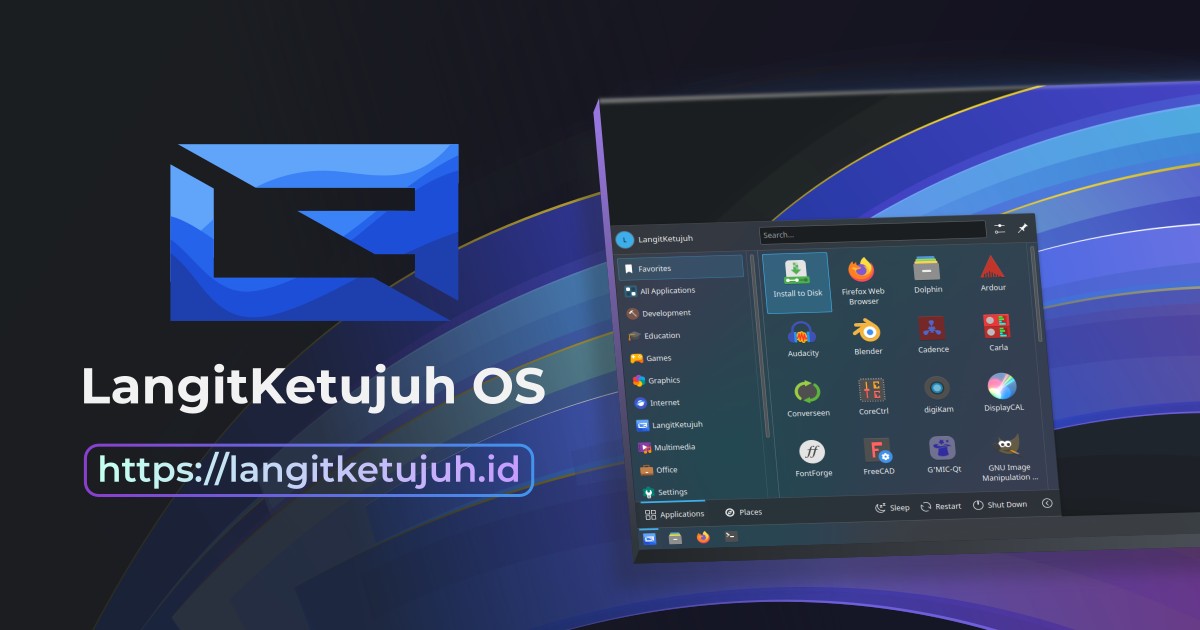 LangitKetujuh OS
https://langitketujuh.id
L
LangitKetujuh
Search...
Favorites
All Applications
Development
Education
Games
Graphics
Internet
LangitKetujuh
Multimedia
Office
Settings
Install to Disk
Firefox Web
Browser
Dolphin
Ardour
Audacity
Blender
Cadence
Carla
Converseen
CoreCtrl
digiKam
DisplayCAL
ff
FontForge
F
FreeCAD
G'MIC-Qt
GNU Image
Manipulation ...
Applications
Places
Sleep
Restart
Shut Down